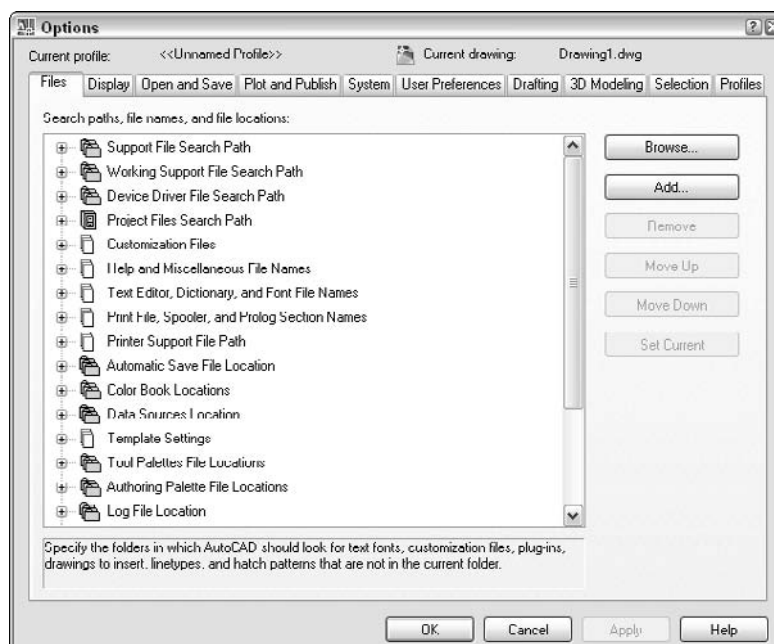 Options
Current profile: <<Unnamed Profile>> Current drawing: Drawing1.dwg
Files Display Open and Save Plot and Publish System User Preferences Drafting 3D Modeling Selection Profiles
Search paths, file names, and file locations:
Support File Search Path
Working Support File Search Path
Device Driver File Search Path
Project Files Search Path
Customization Files
Help and Miscellaneous File Names
Text Editor, Dictionary, and Font File Names
Print File, Spooler, and Prolog Section Names
Printer Support File Path
Automatic Save File Location
Color Book Locations
Data Sources Location
Template Settings
Tool Palettes File Locations
Authoring Palette File Locations
Log File Location
Browse...
Add...
Remove
Move Up
Move Down
Set Current
Specify the folders in which AutoCAD should look for text fonts, customization files, plug-ins,
drawings to insert, linetypes, and hatch patterns that are not in the current folder.
OK Cancel Apply Help